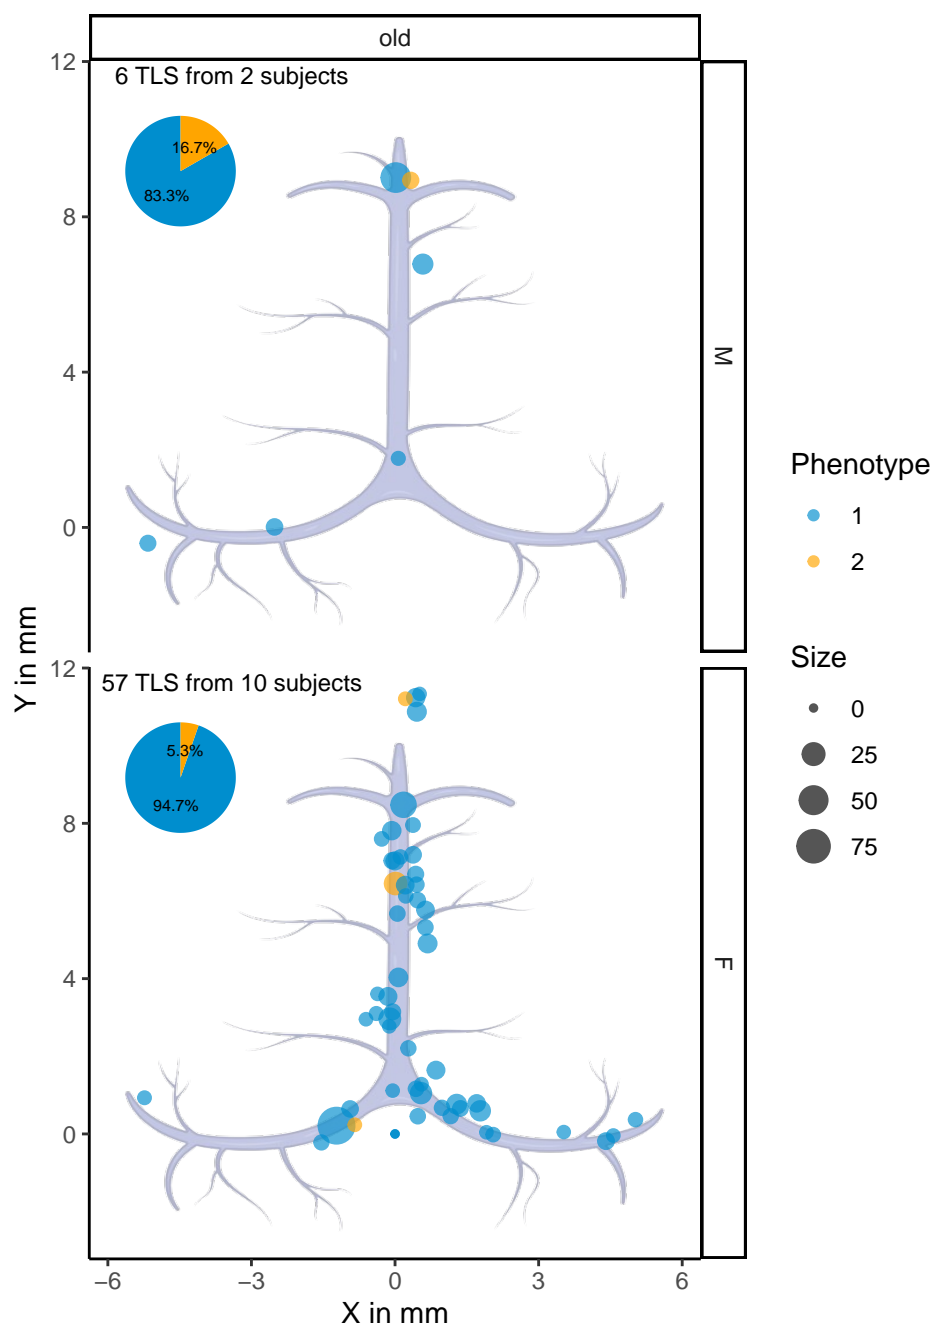 old
12
6 TLS from 2 subjects
16.7%
83.3%
8
4
0
M
Y in mm
12
57 TLS from 10 subjects
5.3%
94.7%
8
4
0
F
−6
−3
0
3
6
X in mm
Phenotype
1
2
Size
0
25
50
75